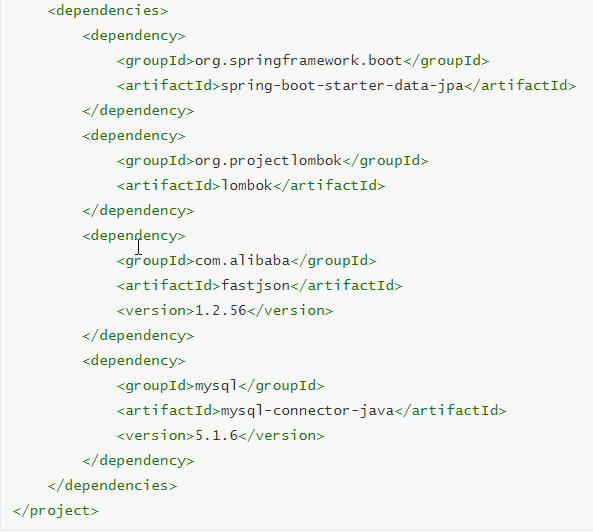 <dependencies>
<dependency>
<groupId>org.springframework.boot</groupId>
<artifactId>spring-boot-starter-data-jpa</artifactId>
</dependency>
<dependency>
<groupId>org.projectlombok</groupId>
<artifactId>lombok</artifactId>
</dependency>
<dependency>
<groupId>com.alibaba</groupId>
<artifactId>fastjson</artifactId>
<version>1.2.56</version>
</dependency>
<dependency>
<groupId>mysql</groupId>
<artifactId>mysql-connector-java</artifactId>
<version>5.1.6</version>
</dependency>
</dependencies>
</project>